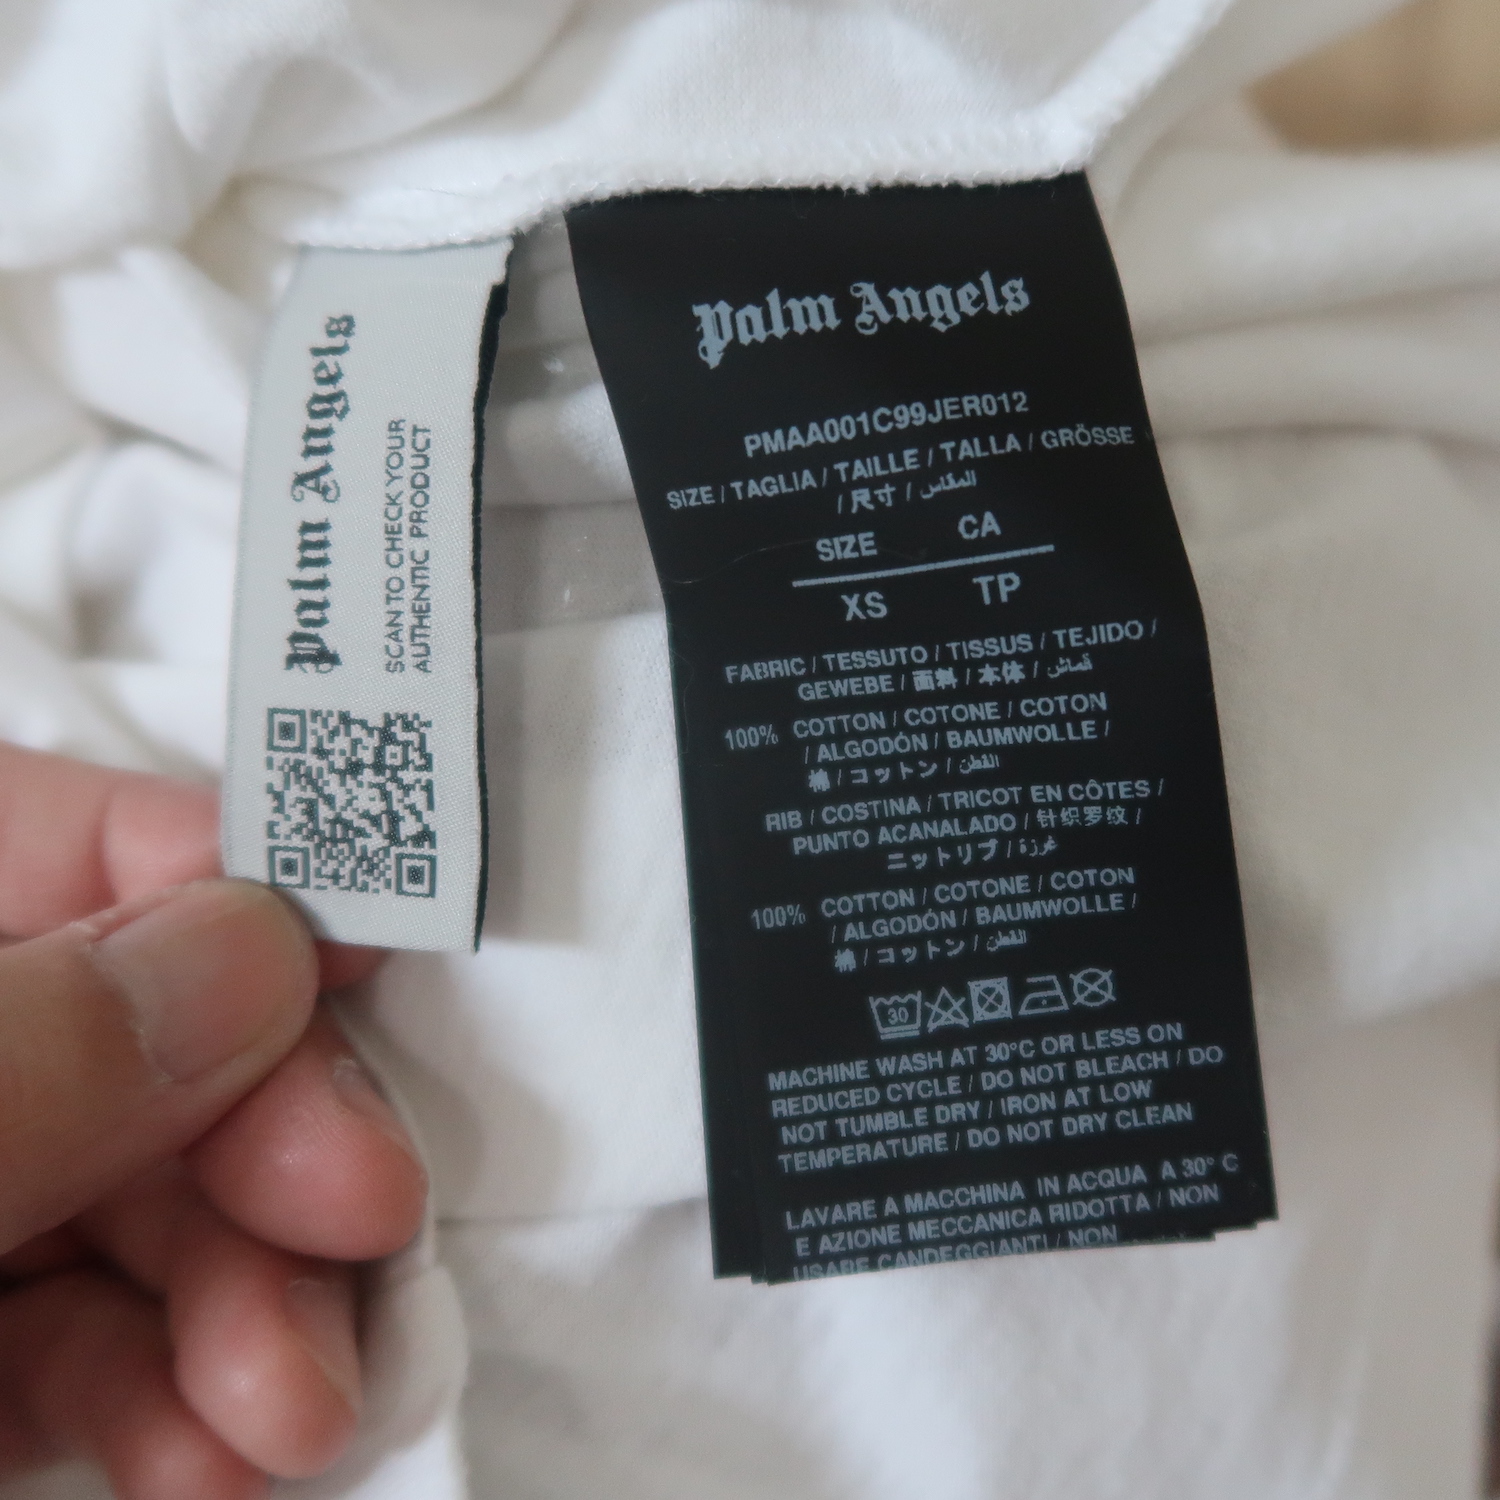 Palm Angels
SCAN TO CHECK YOUR
AUTHENTIC PRODUCT
Palm Angels
PMAA001C99JER012
SIZE / TAGLIA / TAILLE / TALLA / GRÖSSE
/ 尺寸 / المقاس
SIZE CA
XS TP
FABRIC / TESSUTO / TISSUS / TEJIDO /
GEWEBE / 面料 / 本体 / قماش
100% COTTON / COTONE / COTON
/ ALGODÓN / BAUMWOLLE /
棉 / コットン / القطن
RIB / COSTINA / TRICOT EN CÔTES /
PUNTO ACANALADO / 针织罗纹 /
ニットリブ / غرزة
100% COTTON / COTONE / COTON
/ ALGODÓN / BAUMWOLLE /
棉 / コットン / القطن
30
MACHINE WASH AT 30°C OR LESS ON
REDUCED CYCLE / DO NOT BLEACH / DO
NOT TUMBLE DRY / IRON AT LOW
TEMPERATURE / DO NOT DRY CLEAN
LAVARE A MACCHINA IN ACQUA A 30° C
E AZIONE MECCANICA RIDOTTA / NON
USARE CANDEGGIANTI / NON